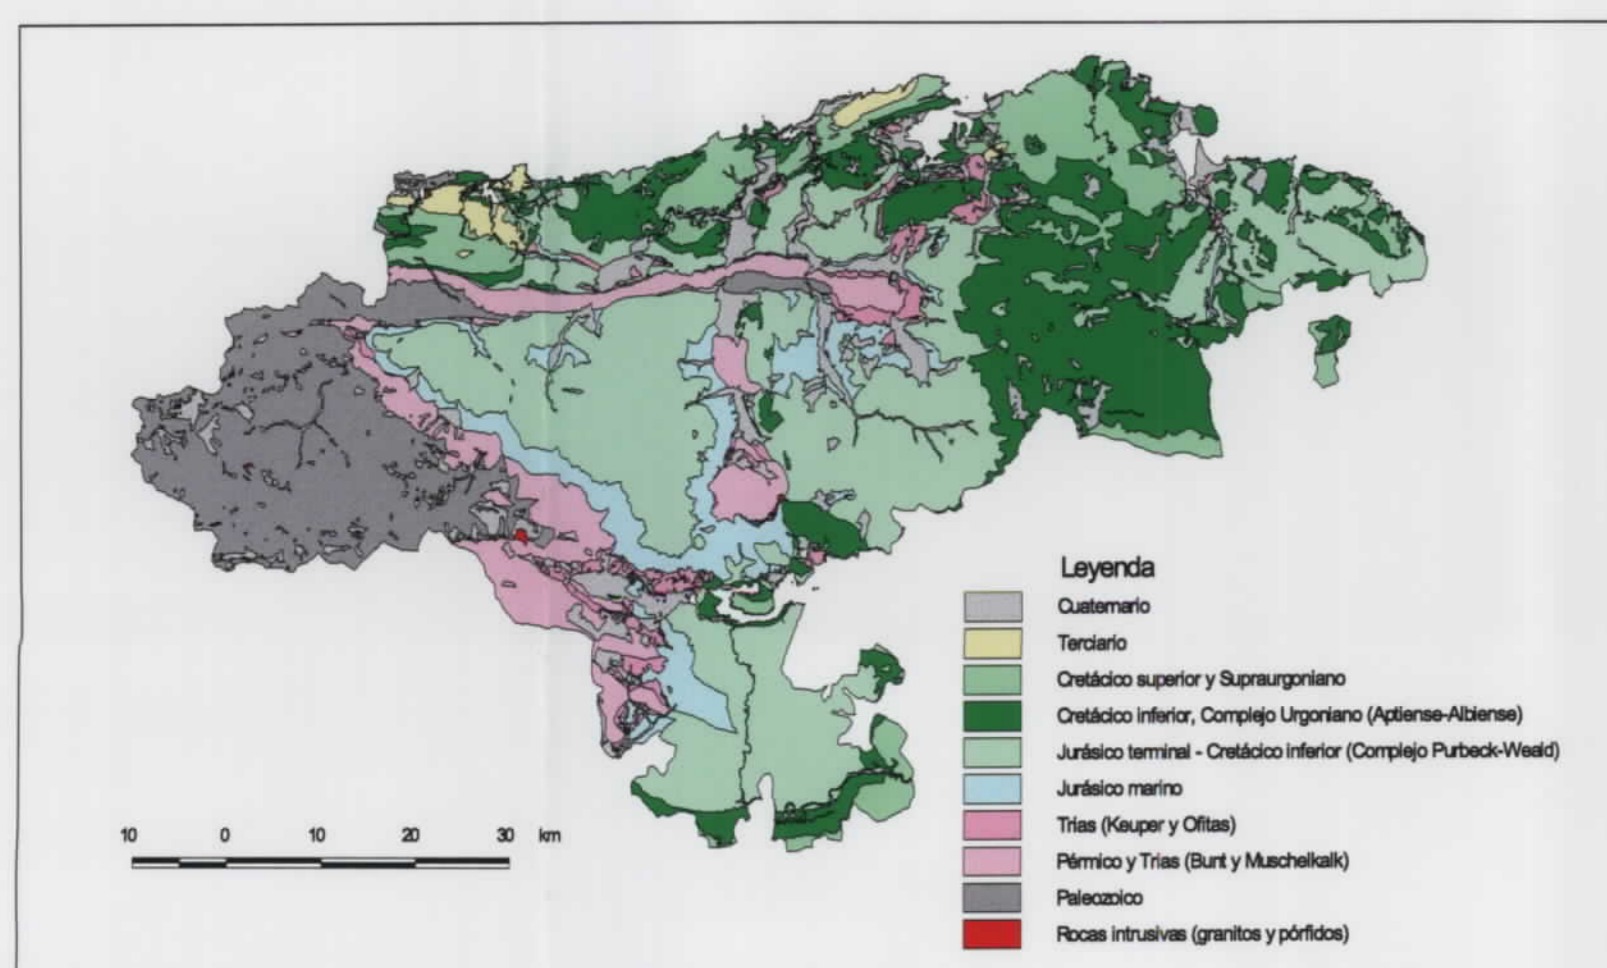 Leyenda
Cuaternario
Terciario
Cretácico superior y Supraurgoniano
Cretácico inferior, Complejo Urgoniano (Aptiense-Albiense)
Jurásico terminal - Cretácico inferior (Complejo Purbeck-Weald)
Jurásico marino
Trias (Keuper y Ofitas)
Pérmico y Trias (Bunt y Muschelkalk)
Paleozoico
Rocas intrusivas (granitos y pórfidos)
10 0 10 20 30 km